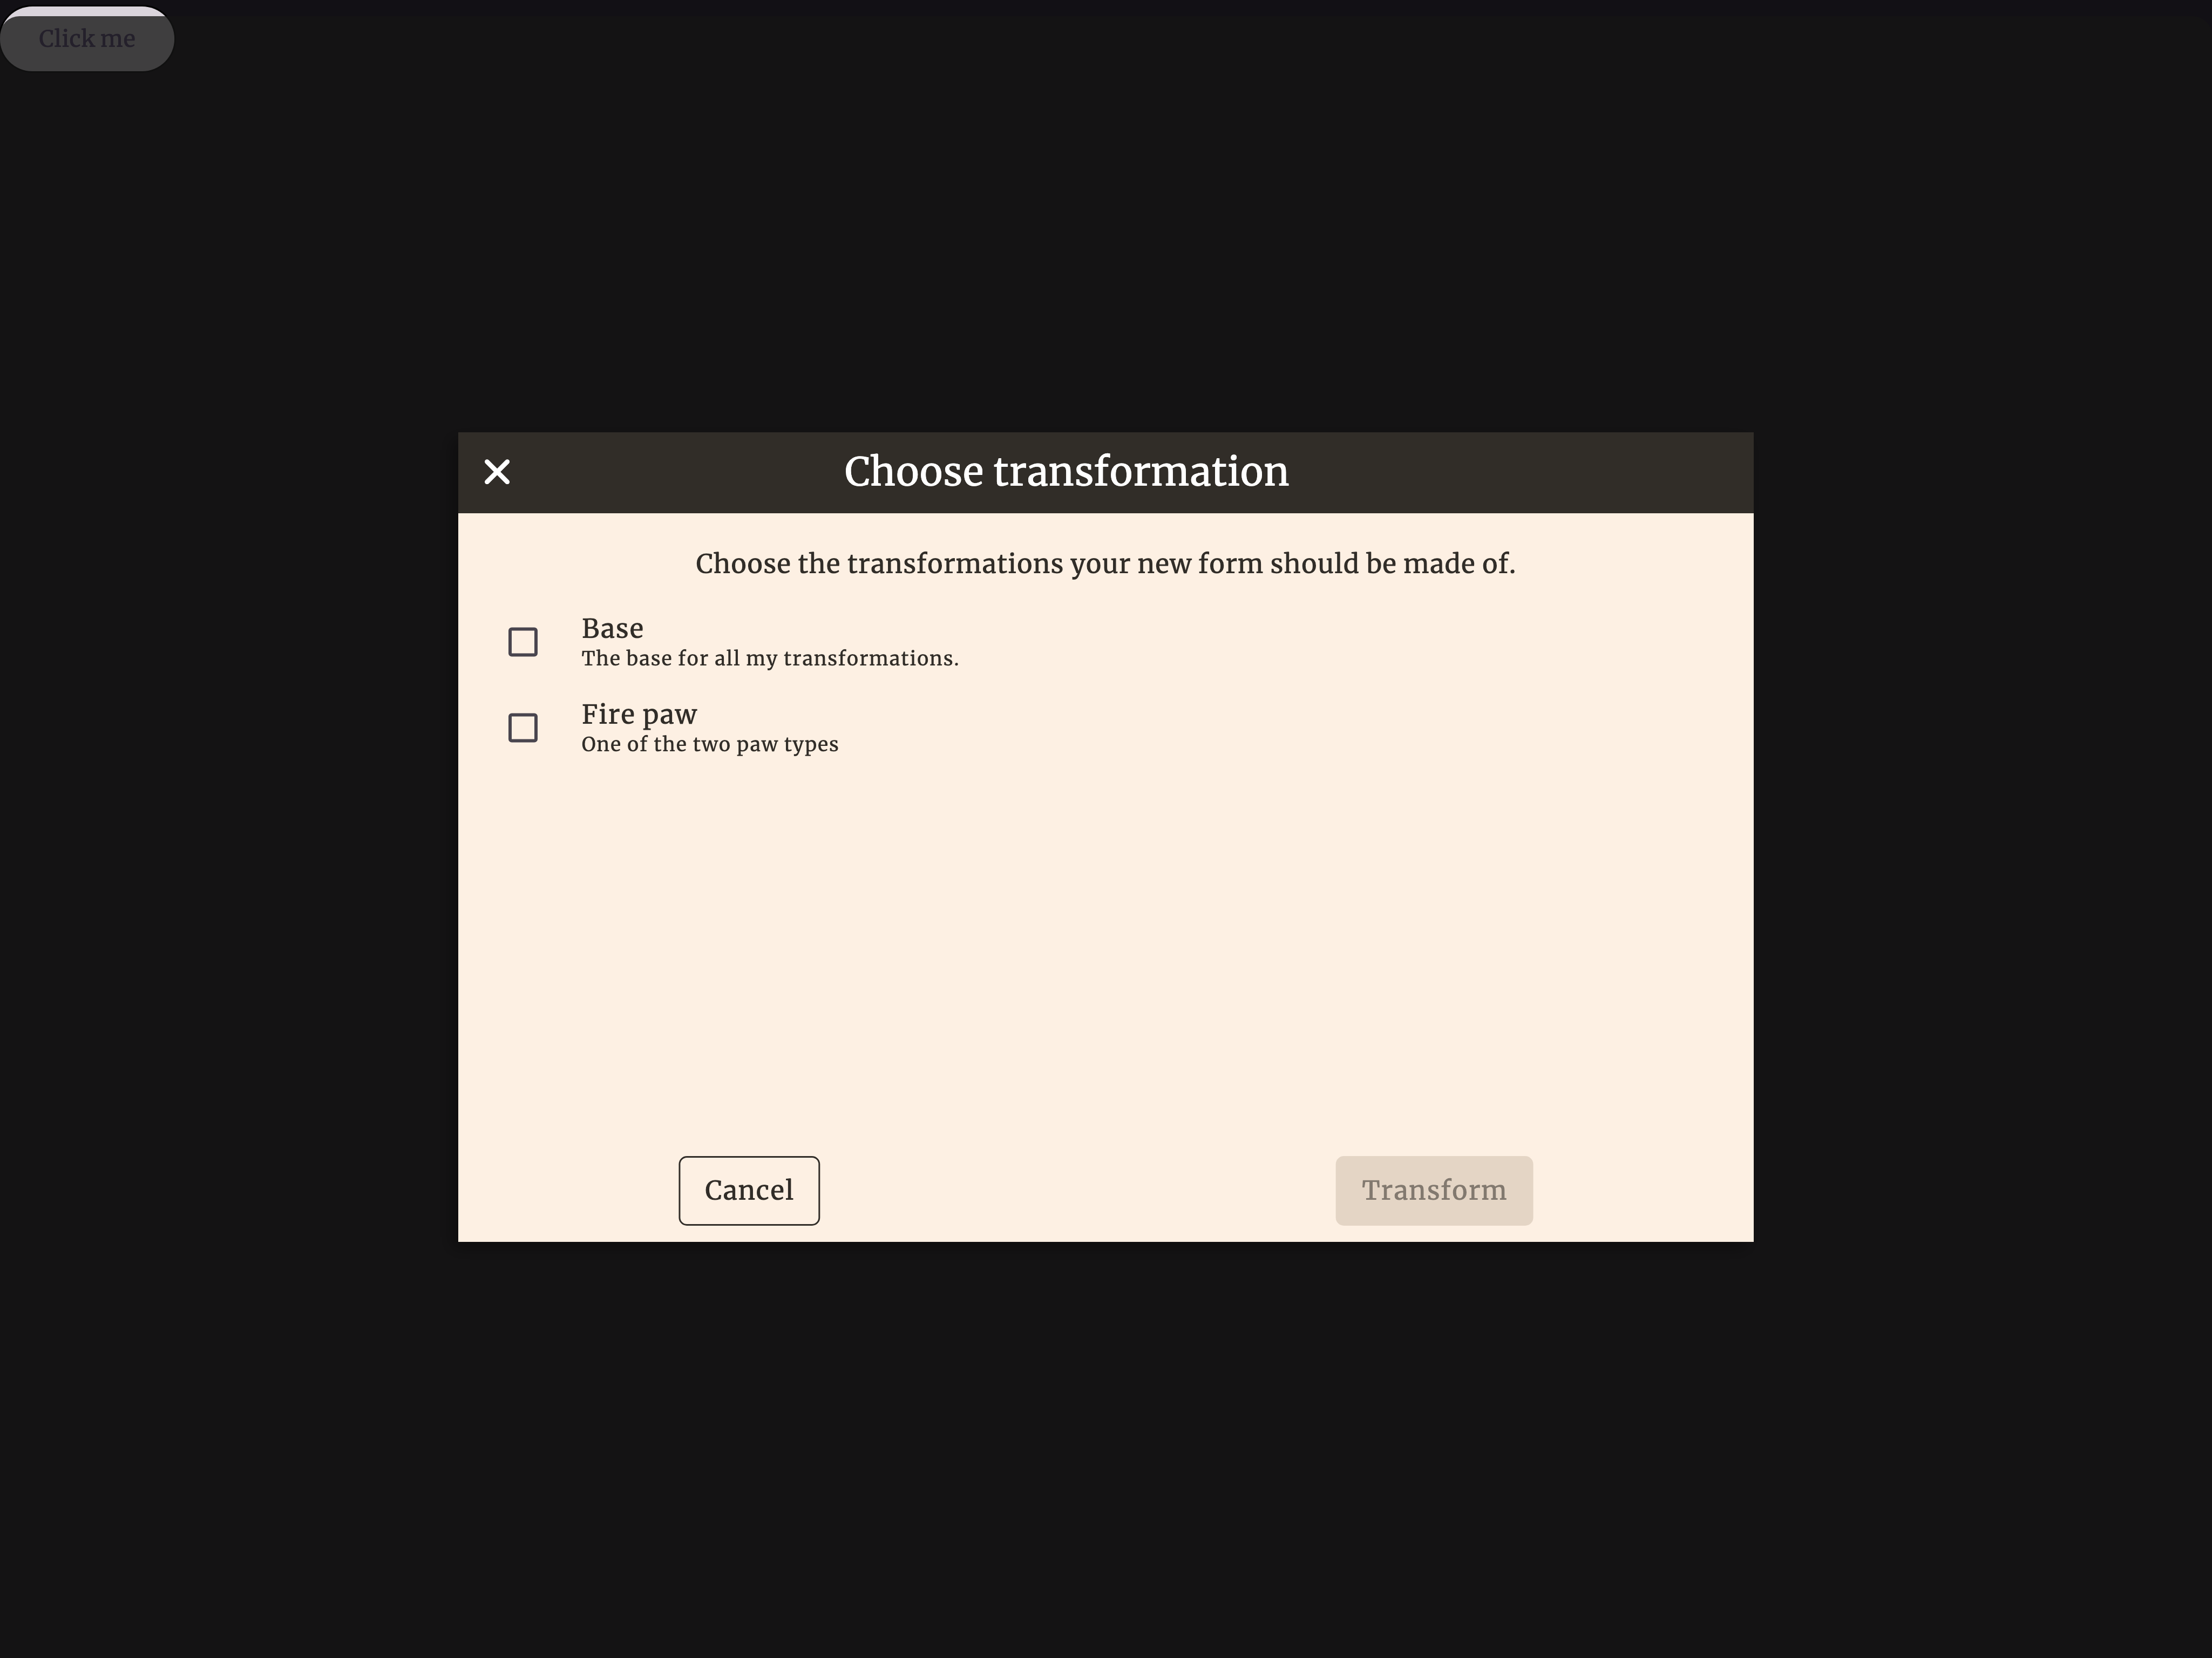 Click me
Choose transformation
Choose the transformations your new form should be made of.
Base
The base for all my transformations.
Fire paw
One of the two paw types
Cancel
Transform